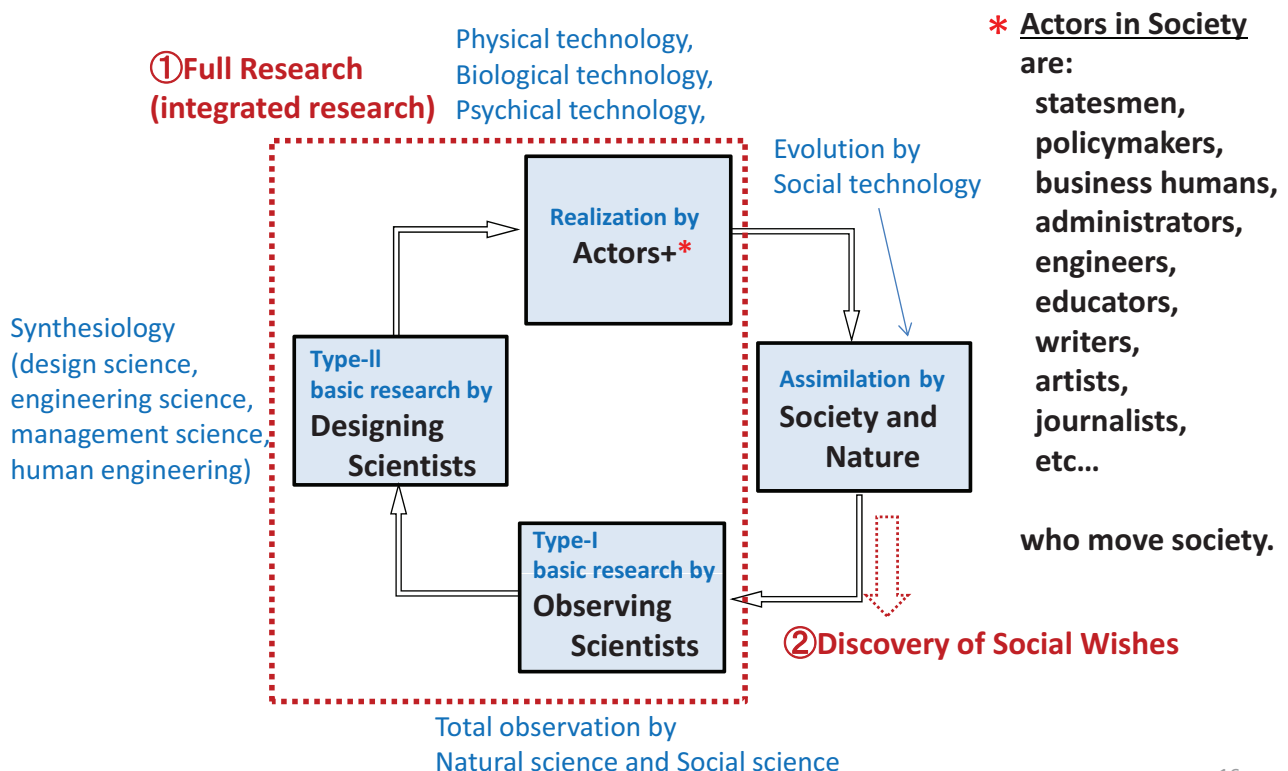 ①Full Research
(integrated research)
Physical technology,
Biological technology,
Psychical technology,
Evolution by
Social technology
Realization by
Actors+*
Synthesiology
(design science,
engineering science,
management science,
human engineering)
Type-II
basic research by
Designing
Scientists
Assimilation by
Society and
Nature
Type-I
basic research by
Observing
Scientists
②Discovery of Social Wishes
Total observation by
Natural science and Social science
* Actors in Society
are:
statesmen,
policymakers,
business humans,
administrators,
engineers,
educators,
writers,
artists,
journalists,
etc...
who move society.